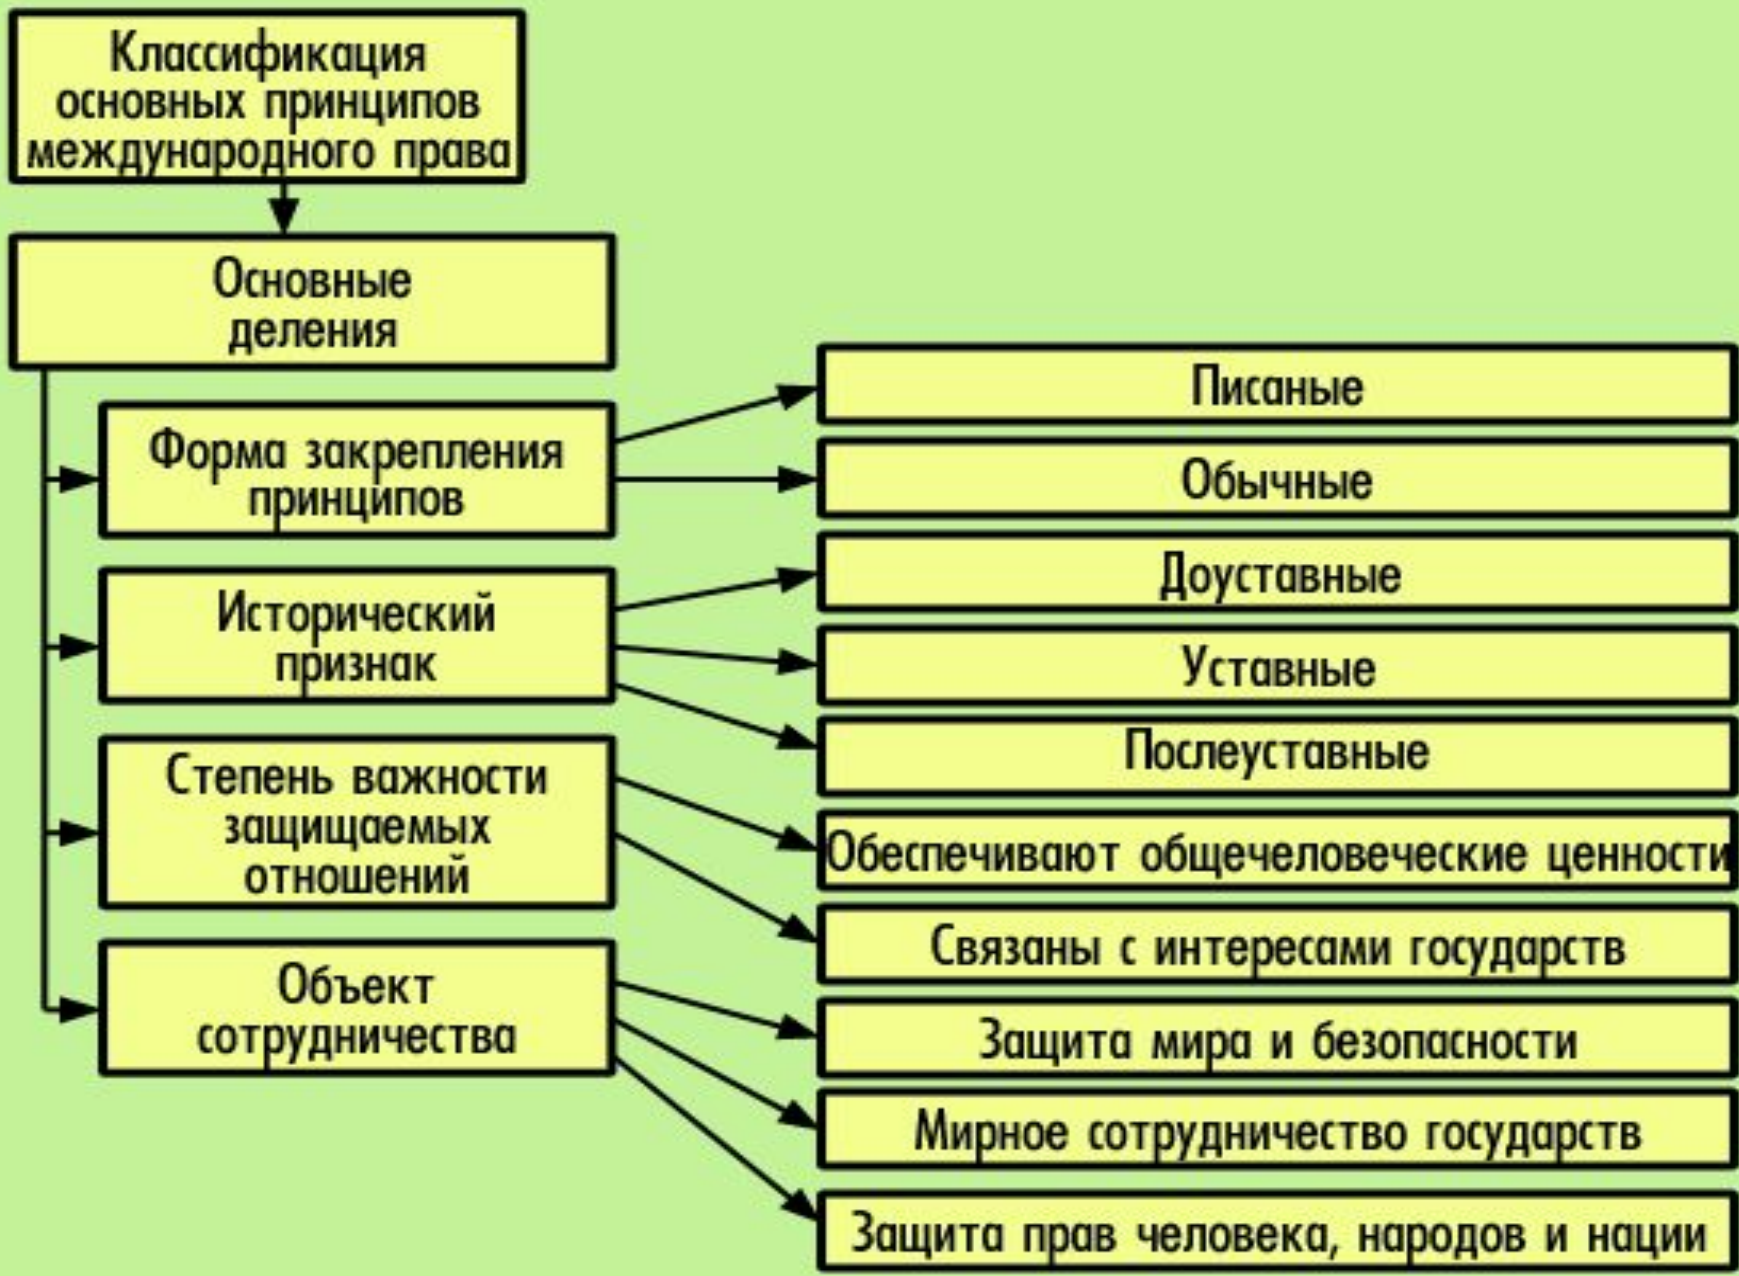 Классификация
основных принципов
международного права
Основные
деления
Форма закрепления
принципов
Писаные
Обычные
Исторический
признак
Доуставные
Уставные
Послеуставные
Степень важности
защищаемых
отношений
Обеспечивают общечеловеческие ценности
Связаны с интересами государств
Объект
сотрудничества
Защита мира и безопасности
Мирное сотрудничество государств
Защита прав человека, народов и нации